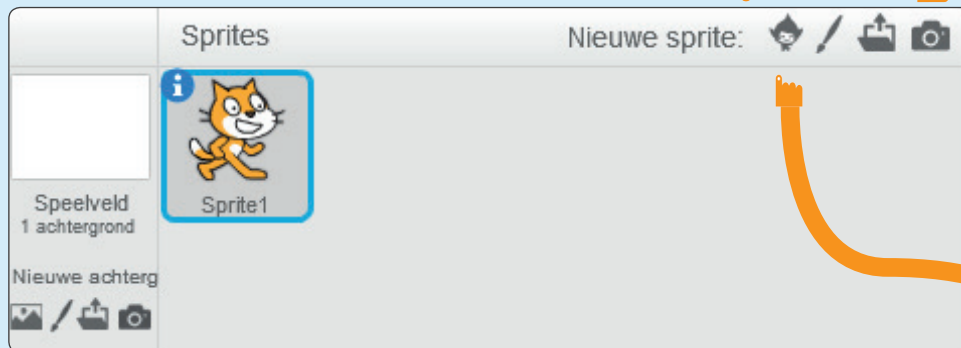 Sprites
Nieuwe sprite:
Sprite1
Speelveld
1 achtergrond
Nieuwe achterg